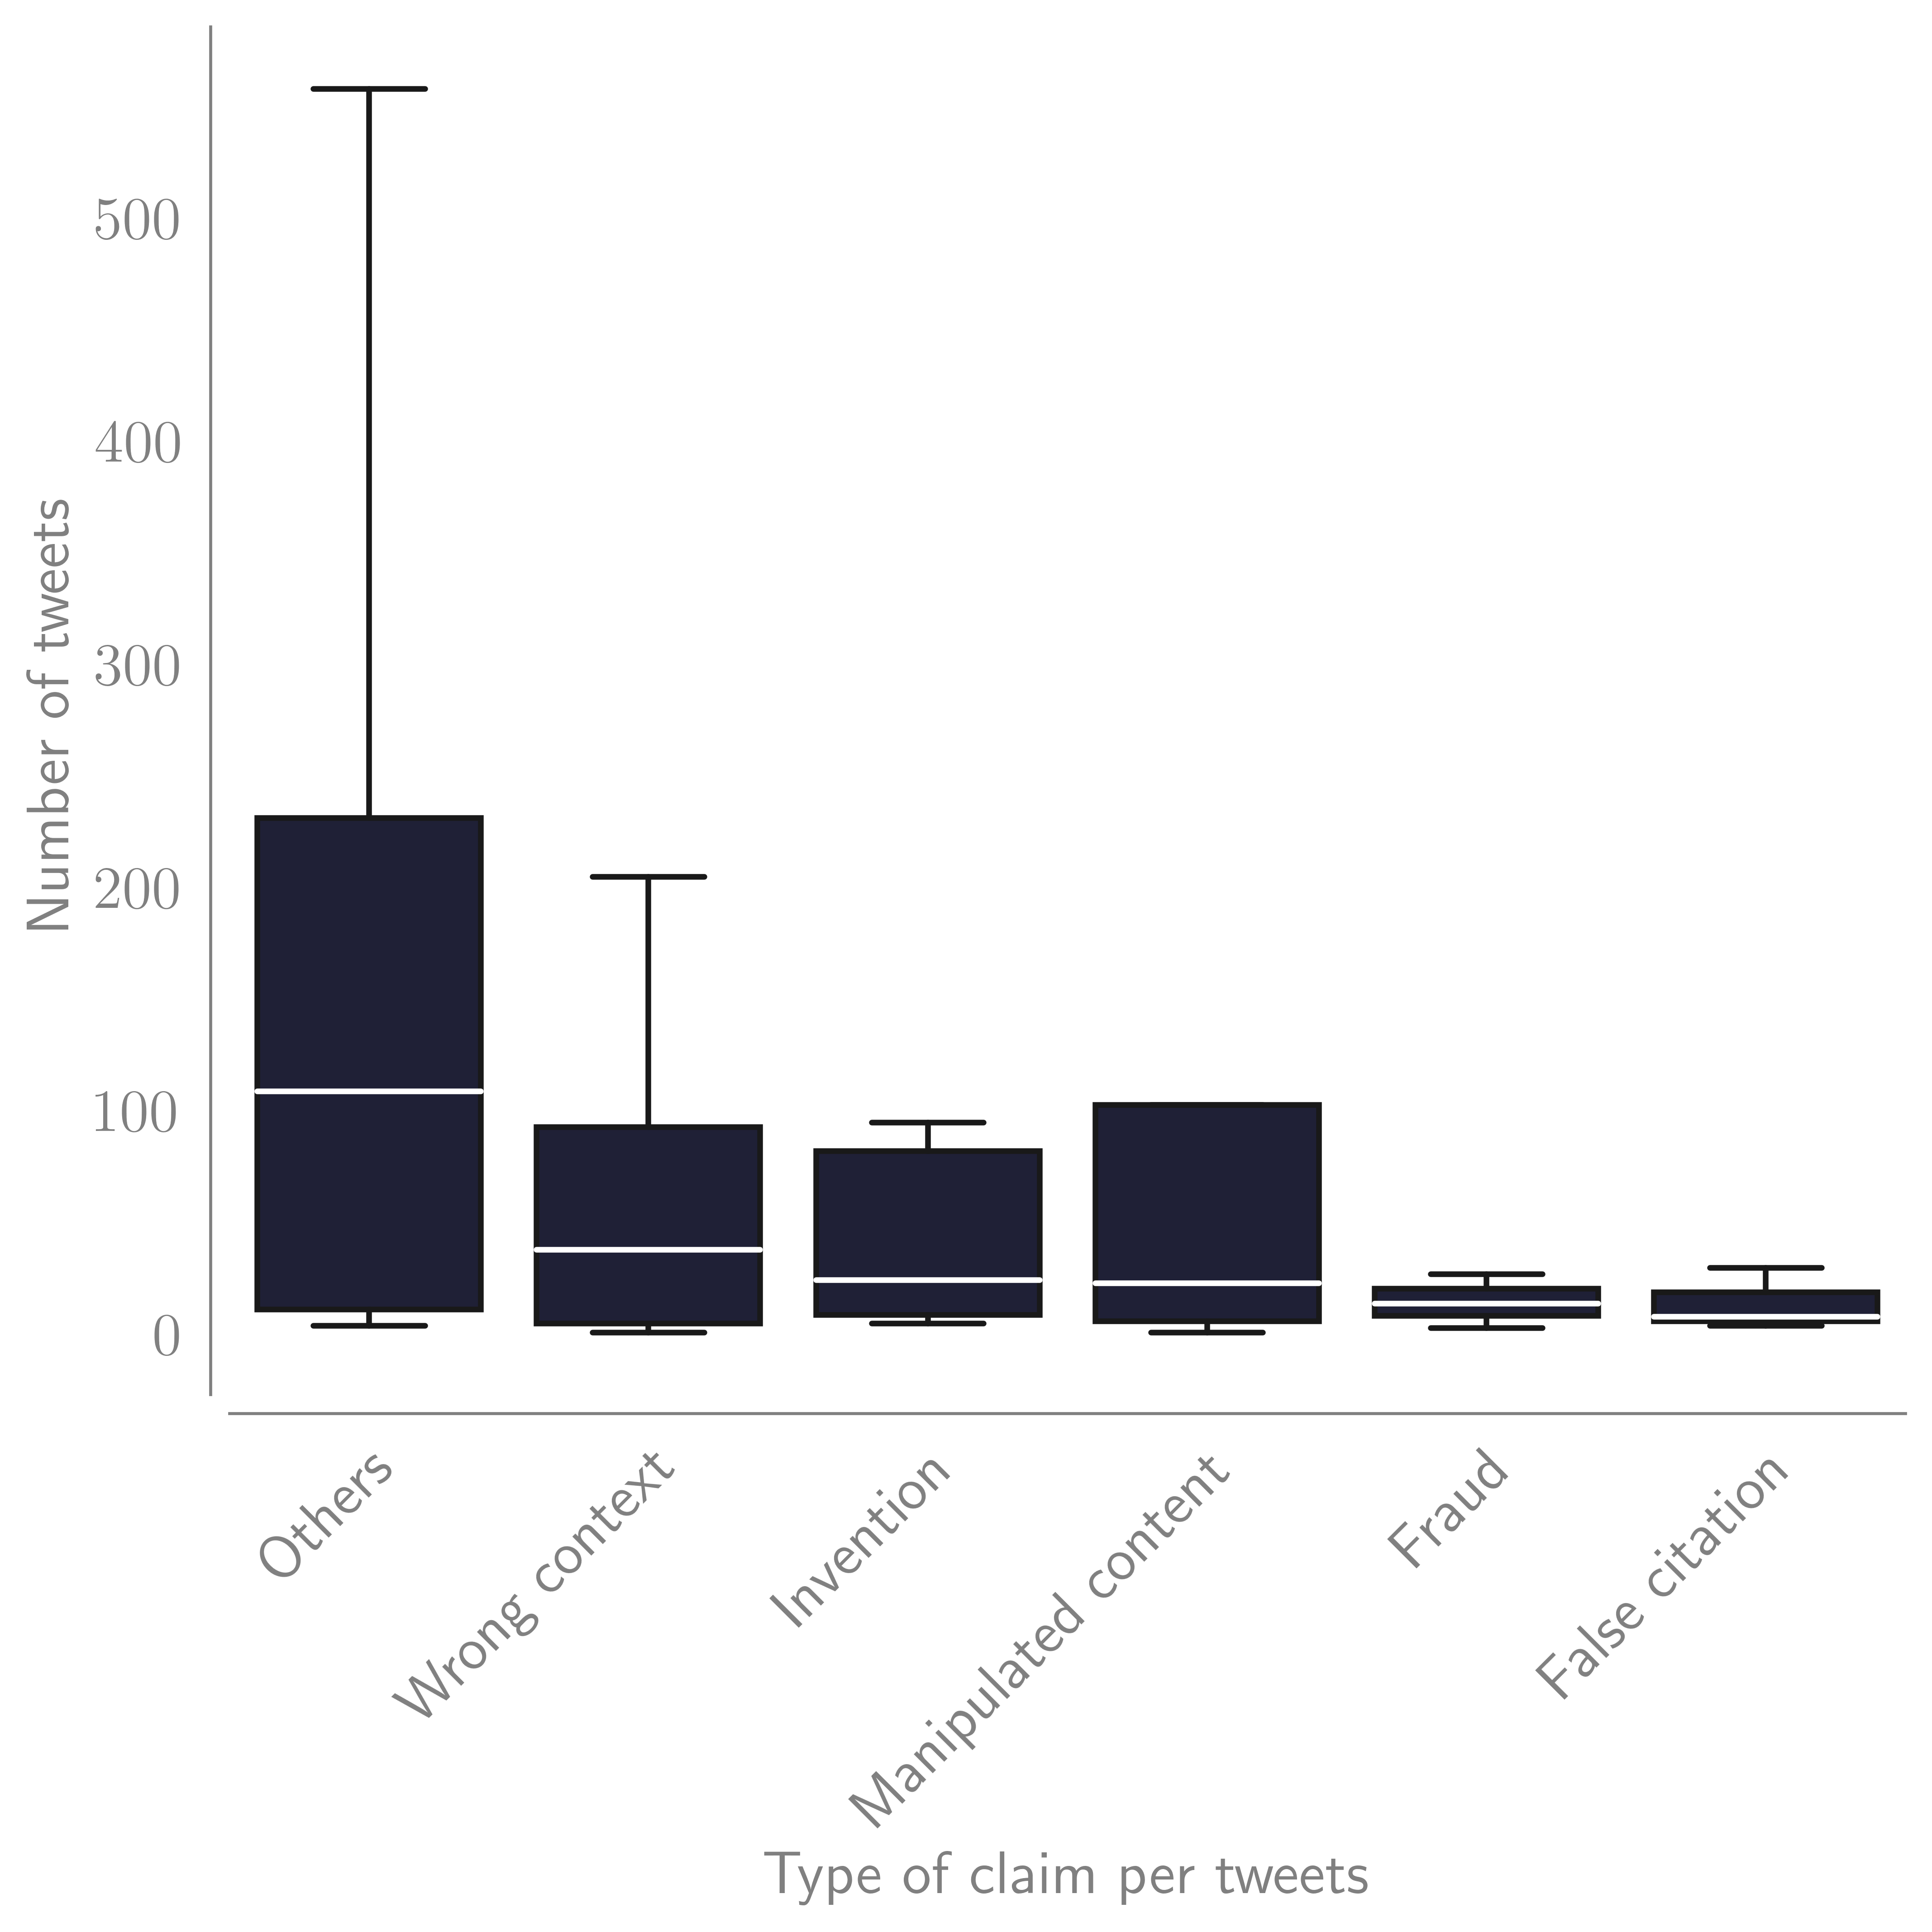 500
400
300
200
100
0
Number of tweets
Others
Wrong context
Invention
Manipulated content
Fraud
False citation
Type of claim per tweets